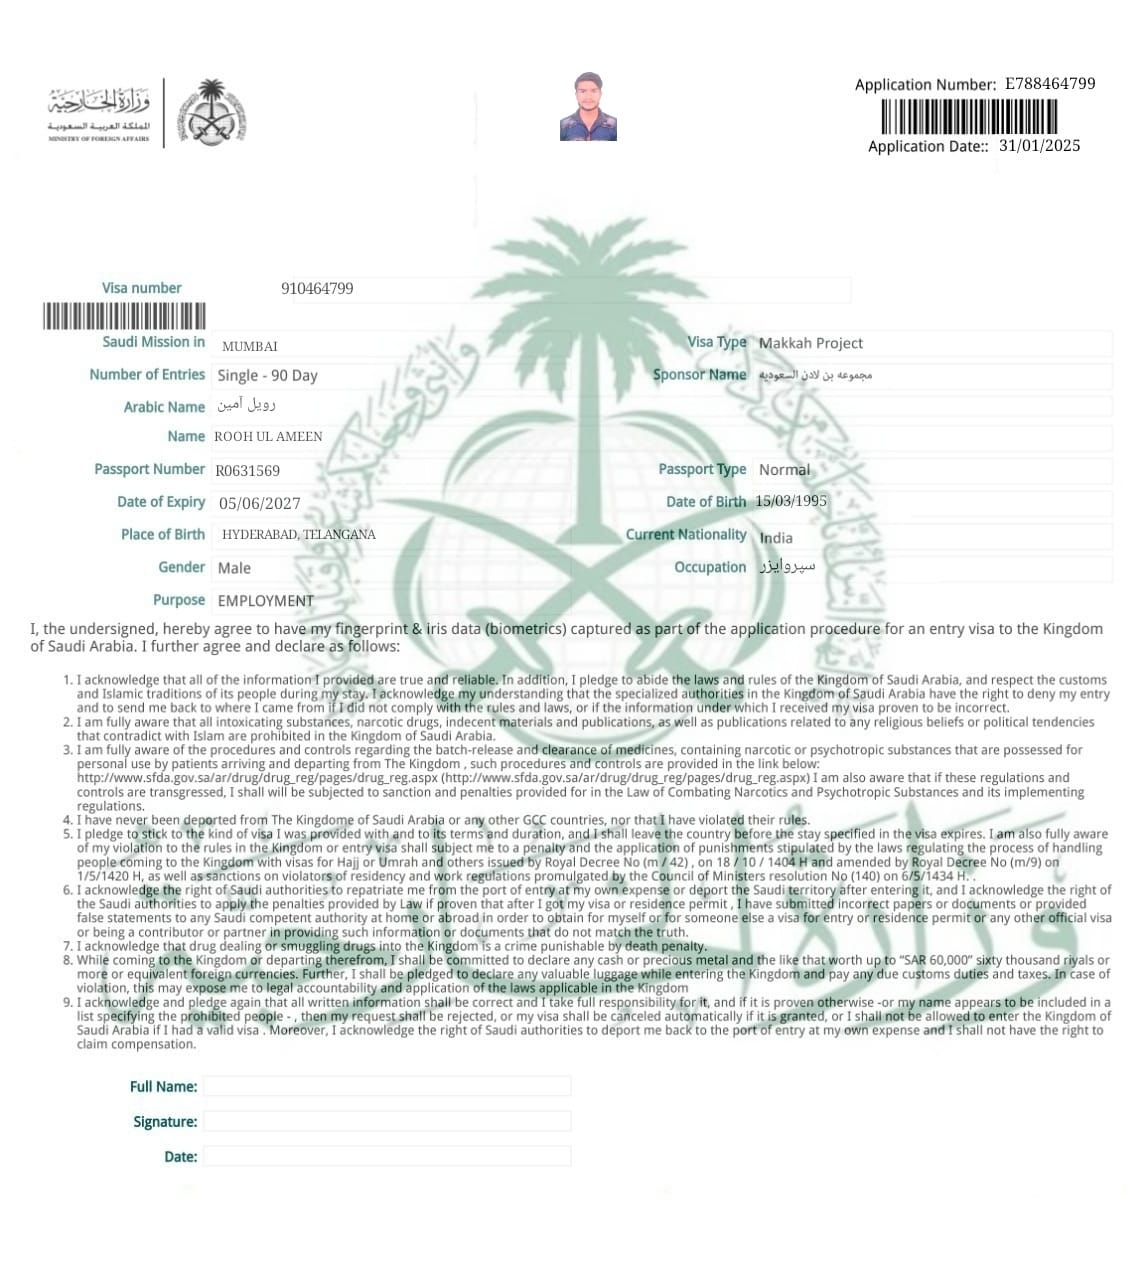 وزارة الخارجية
المملكة العربية السعودية
MINISTRY OF FOREIGN AFFAIRS
Application Number: E788464799
Application Date:: 31/01/2025
Visa number 910464799
Saudi Mission in MUMBAI
Visa Type Makkah Project
Number of Entries Single - 90 Day
Sponsor Name مجموعه بن لادن السعوديه
Arabic Name رويل آمين
Name ROOH UL AMEEN
Passport Number R0631569
Passport Type Normal
Date of Expiry 05/06/2027
Date of Birth 15/03/1995
Place of Birth HYDERABAD, TELANGANA
Current Nationality India
Gender Male
Occupation سپروایزر
Purpose EMPLOYMENT
I, the undersigned, hereby agree to have my fingerprint & iris data (biometrics) captured as part of the application procedure for an entry visa to the Kingdom
of Saudi Arabia. I further agree and declare as follows:
1. I acknowledge that all of the information I provided are true and reliable. In addition, I pledge to abide the laws and rules of the Kingdom of Saudi Arabia, and respect the customs
and Islamic traditions of its people during my stay. I acknowledge my understanding that the specialized authorities in the Kingdom of Saudi Arabia have the right to deny my entry
and to send me back to where I came from if I did not comply with the rules and laws, or if the information under which I received my visa proven to be incorrect.
2. I am fully aware that all intoxicating substances, narcotic drugs, indecent materials and publications, as well as publications related to any religious beliefs or political tendencies
that contradict with Islam are prohibited in the Kingdom of Saudi Arabia.
3. I am fully aware of the procedures and controls regarding the batch-release and clearance of medicines, containing narcotic or psychotropic substances that are possessed for
personal use by patients arriving and departing from The Kingdom , such procedures and controls are provided in the link below:
http://www.sfda.gov.sa/ar/drug/drug_reg/pages/drug_reg.aspx (http://www.sfda.gov.sa/ar/drug/drug_reg/pages/drug_reg.aspx) I am also aware that if these regulations and
controls are transgressed, I shall will be subjected to sanction and penalties provided for in the Law of Combating Narcotics and Psychotropic Substances and its implementing
regulations.
4. I have never been deported from The Kingdome of Saudi Arabia or any other GCC countries, nor that I have violated their rules.
5. I pledge to stick to the kind of visa I was provided with and to its terms and duration, and I shall leave the country before the stay specified in the visa expires. I am also fully aware
of my violation to the rules in the Kingdom or entry visa shall subject me to a penalty and the application of punishments stipulated by the laws regulating the process of handling
people coming to the Kingdom with visas for Hajj or Umrah and others issued by Royal Decree No (m / 42) , on 18 / 10 / 1404 H and amended by Royal Decree No (m/9) on
1/5/1420 H, as well as sanctions on violators of residency and work regulations promulgated by the Council of Ministers resolution No (140) on 6/5/1434 H. .
6. I acknowledge the right of Saudi authorities to repatriate me from the port of entry at my own expense or deport the Saudi territory after entering it, and I acknowledge the right of
the Saudi authorities to apply the penalties provided by Law if proven that after I got my visa or residence permit , I have submitted incorrect papers or documents or provided
false statements to any Saudi competent authority at home or abroad in order to obtain for myself or for someone else a visa for entry or residence permit or any other official visa
or being a contributor or partner in providing such information or documents that do not match the truth.
7. I acknowledge that drug dealing or smuggling drugs into the Kingdom is a crime punishable by death penalty.
8. While coming to the Kingdom or departing therefrom, I shall be committed to declare any cash or precious metal and the like that worth up to “SAR 60,000” sixty thousand riyals or
more or equivalent foreign currencies. Further, I shall be pledged to declare any valuable luggage while entering the Kingdom and pay any due customs duties and taxes. In case of
violation, this may expose me to legal accountability and application of the laws applicable in the Kingdom
9. I acknowledge and pledge again that all written information shall be correct and I take full responsibility for it, and if it is proven otherwise -or my name appears to be included in a
list specifying the prohibited people - , then my request shall be rejected, or my visa shall be canceled automatically if it is granted, or I shall not be allowed to enter the Kingdom of
Saudi Arabia if I had a valid visa . Moreover, I acknowledge the right of Saudi authorities to deport me back to the port of entry at my own expense and I shall not have the right to
claim compensation.
Full Name:
Signature:
Date: